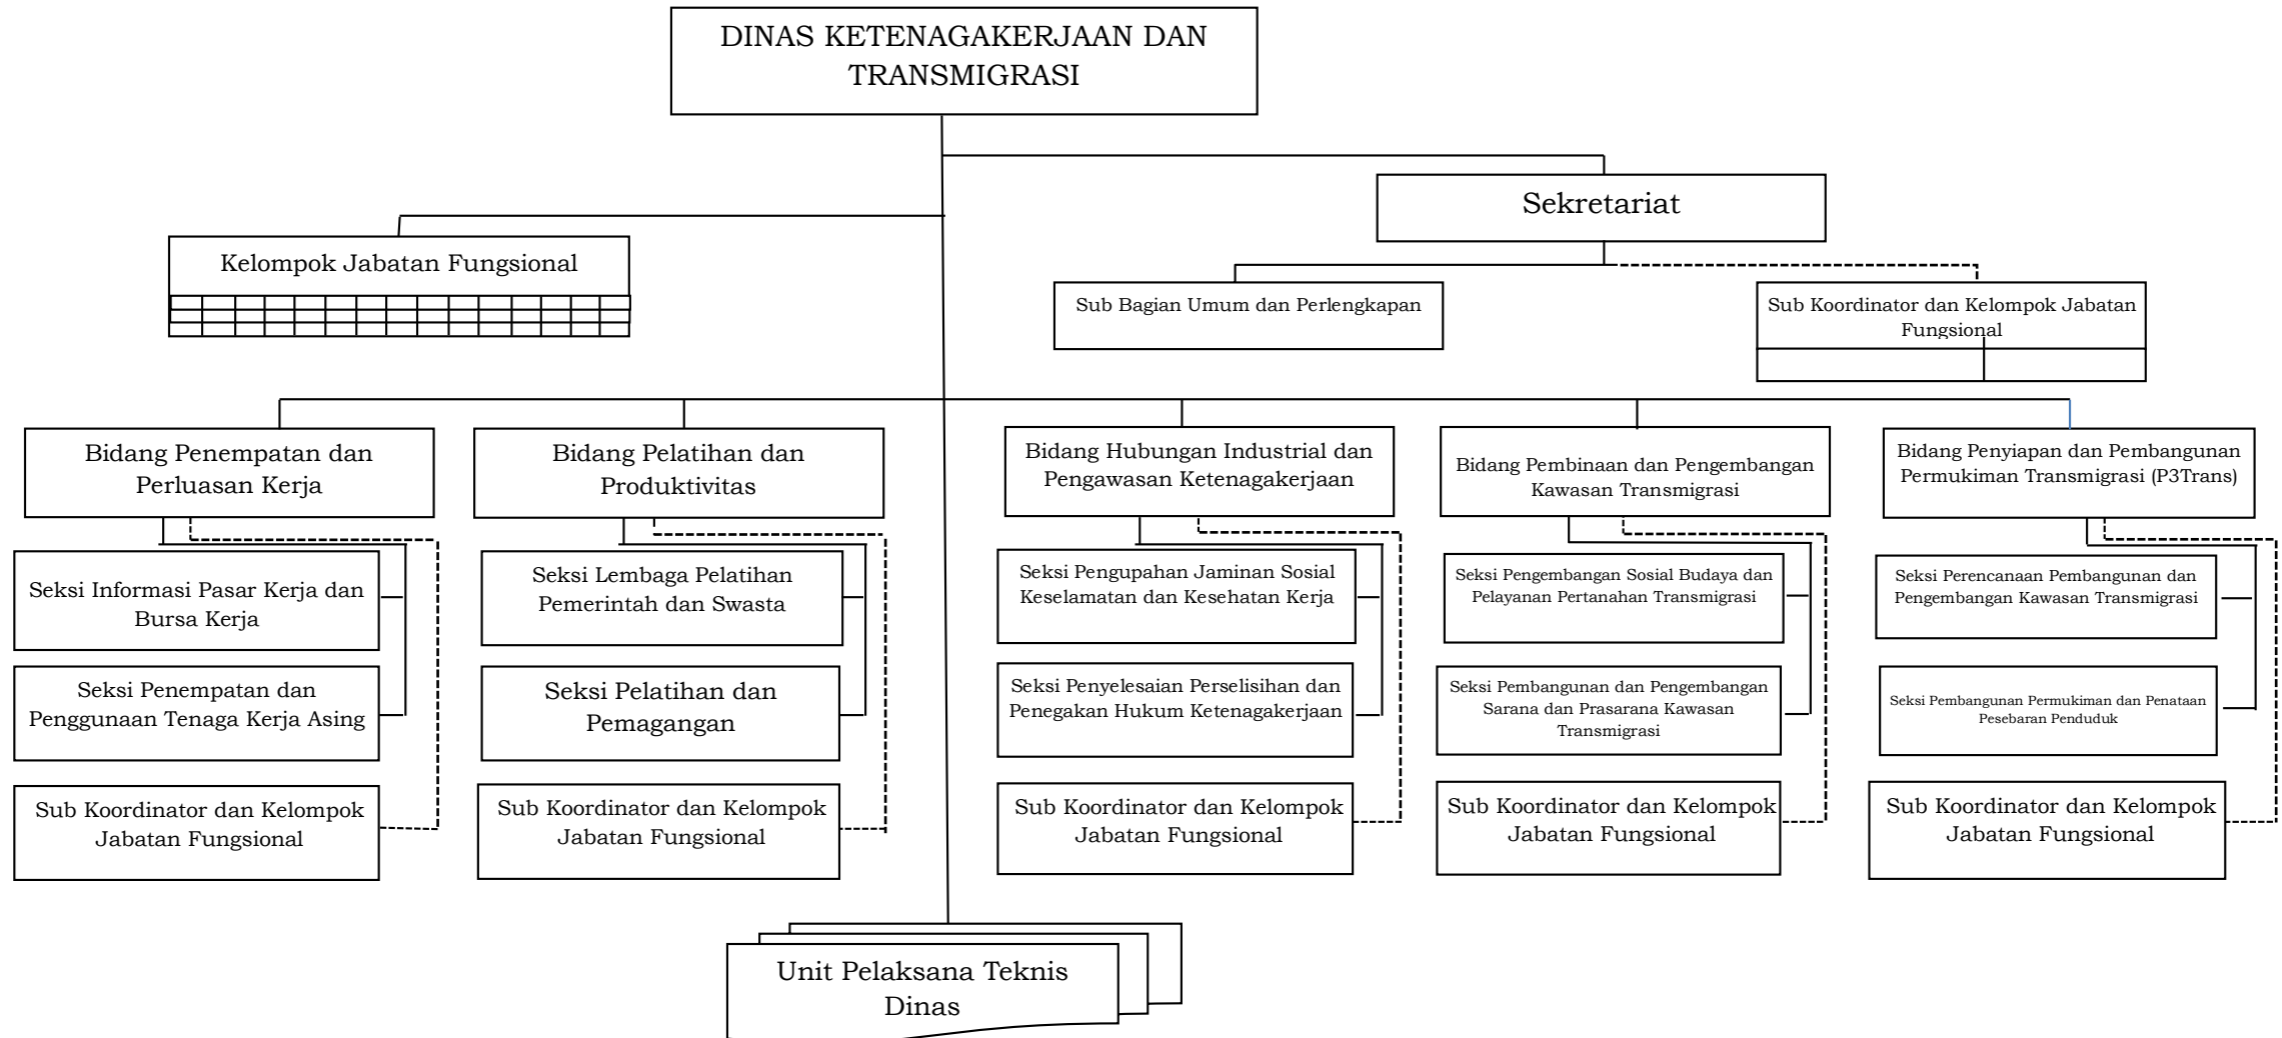 DINAS KETENAGAKERJAAN DAN
TRANSMIGRASI
Sekretariat
Kelompok Jabatan Fungsional
Sub Bagian Umum dan Perlengkapan
Sub Koordinator dan Kelompok Jabatan
Fungsional
Bidang Penempatan dan
Perluasan Kerja
Bidang Pelatihan dan
Produktivitas
Bidang Hubungan Industrial dan
Pengawasan Ketenagakerjaan
Bidang Pembinaan dan Pengembangan
Kawasan Transmigrasi
Bidang Penyiapan dan Pembangunan
Permukiman Transmigrasi (P3Trans)
Seksi Informasi Pasar Kerja dan
Bursa Kerja
Seksi Lembaga Pelatihan
Pemerintah dan Swasta
Seksi Pengupahan Jaminan Sosial
Keselamatan dan Kesehatan Kerja
Seksi Pengembangan Sosial Budaya dan
Pelayanan Pertanahan Transmigrasi
Seksi Perencanaan Pembangunan dan
Pengembangan Kawasan Transmigrasi
Seksi Penempatan dan
Penggunaan Tenaga Kerja Asing
Seksi Pelatihan dan
Pemagangan
Seksi Penyelesaian Perselisihan dan
Penegakan Hukum Ketenagakerjaan
Seksi Pembangunan dan Pengembangan
Sarana dan Prasarana Kawasan
Transmigrasi
Seksi Pembangunan Permukiman dan Penataan
Pesebaran Penduduk
Sub Koordinator dan Kelompok
Jabatan Fungsional
Sub Koordinator dan Kelompok
Jabatan Fungsional
Sub Koordinator dan Kelompok
Jabatan Fungsional
Sub Koordinator dan Kelompok
Jabatan Fungsional
Sub Koordinator dan Kelompok
Jabatan Fungsional
Unit Pelaksana Teknis
Dinas